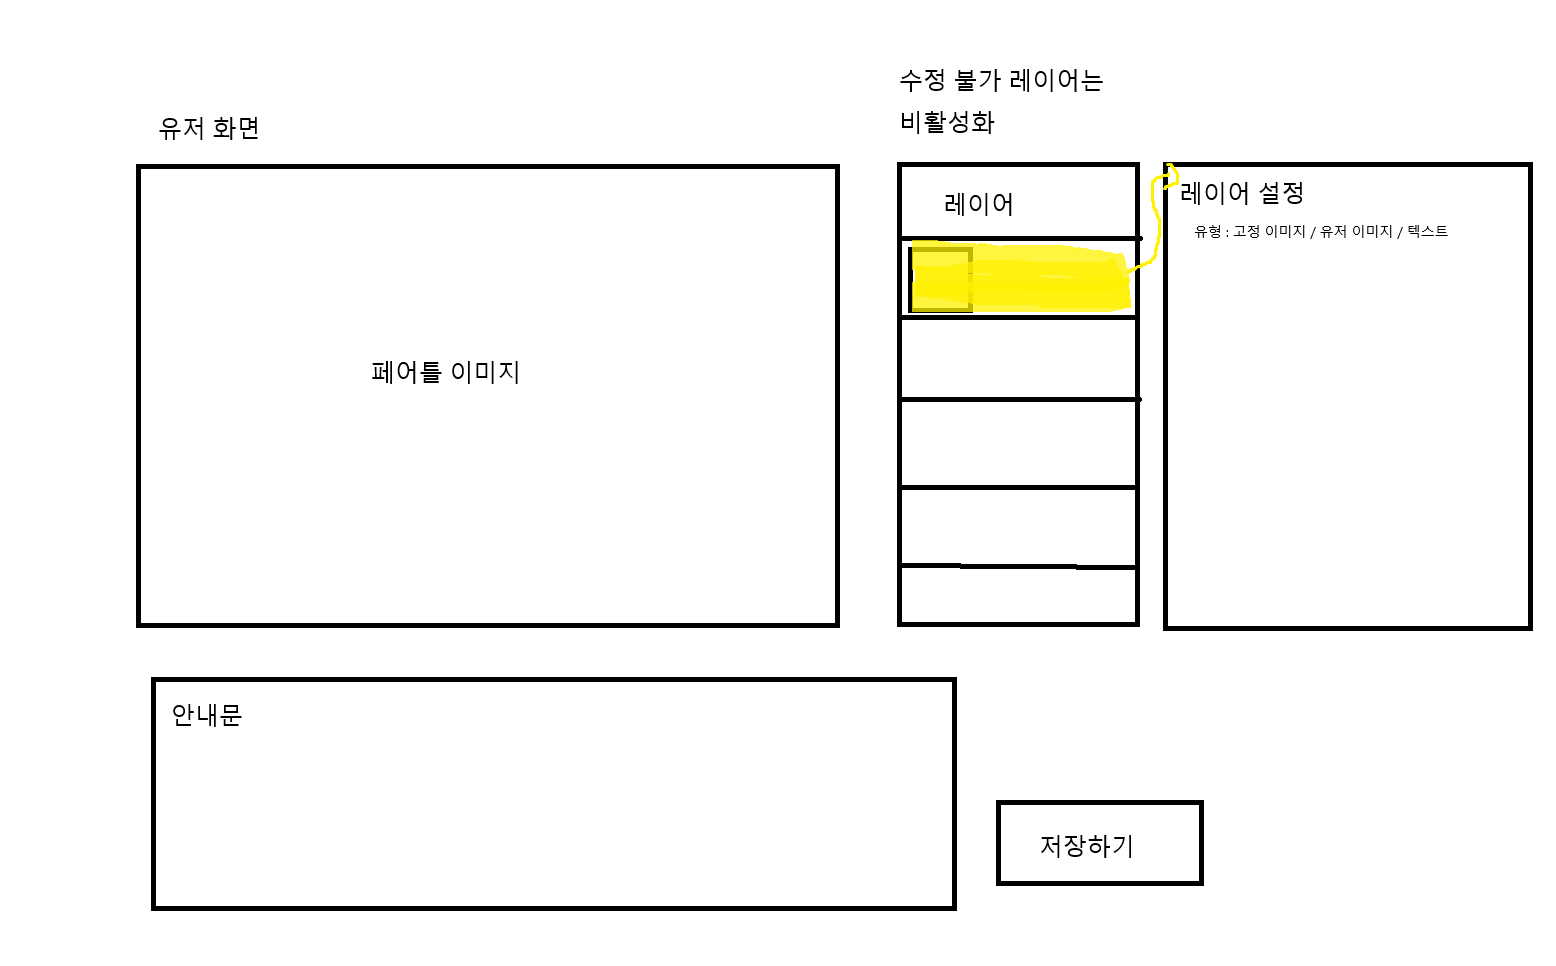 수정 불가 레이어는
비활성화
유저 화면
레이어
레이어 설정
유형 : 고정 이미지 / 유저 이미지 / 텍스트
페어틀 이미지
안내문
저장하기